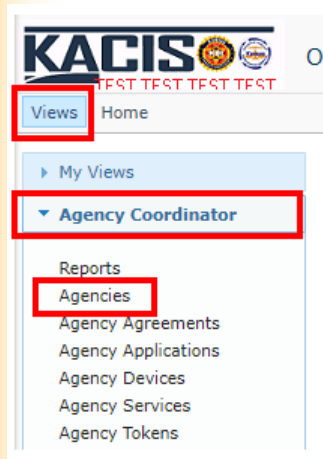 KACIS O
TEST TEST TEST TEST
Views Home
My Views
Agency Coordinator
Reports
Agencies
Agency Agreements
Agency Applications
Agency Devices
Agency Services
Agency Tokens